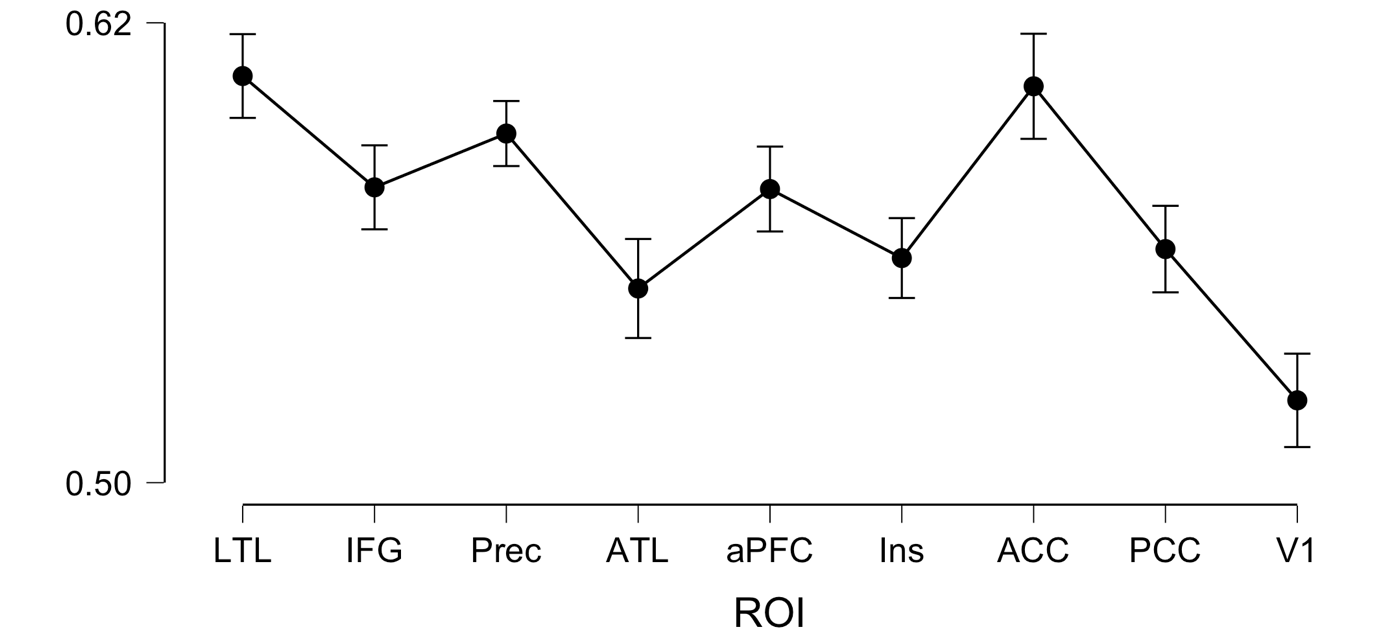 0.62
0.50
LTL IFG Prec ATL aPFC Ins ACC PCC V1
ROI